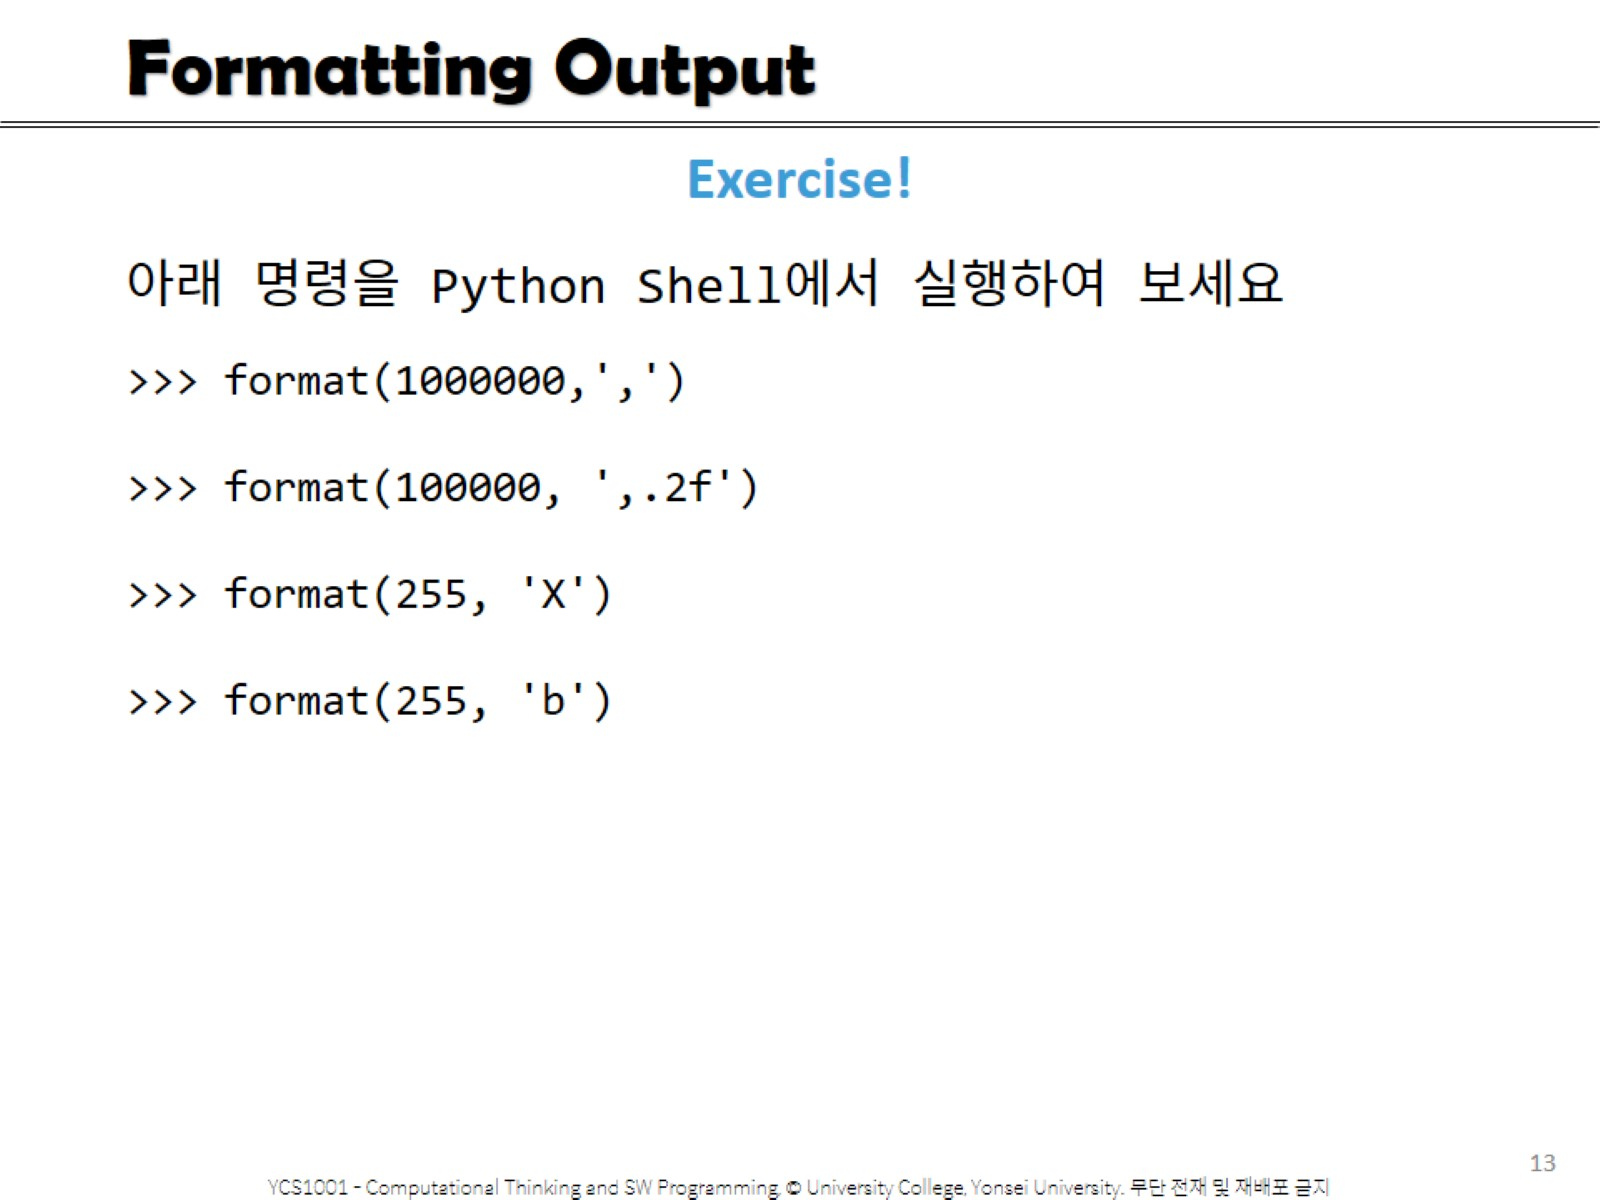 Formatting Output
Exercise!
아래 명령을 Python Shell에서 실행하여 보세요
>>> format(1000000,',')
>>> format(100000, ',.2f')
>>> format(255, 'X')
>>> format(255, 'b')
13
YCS1001 - Computational Thinking and SW Programming, © University College, Yonsei University. 무단 전재 및 재배포 금지